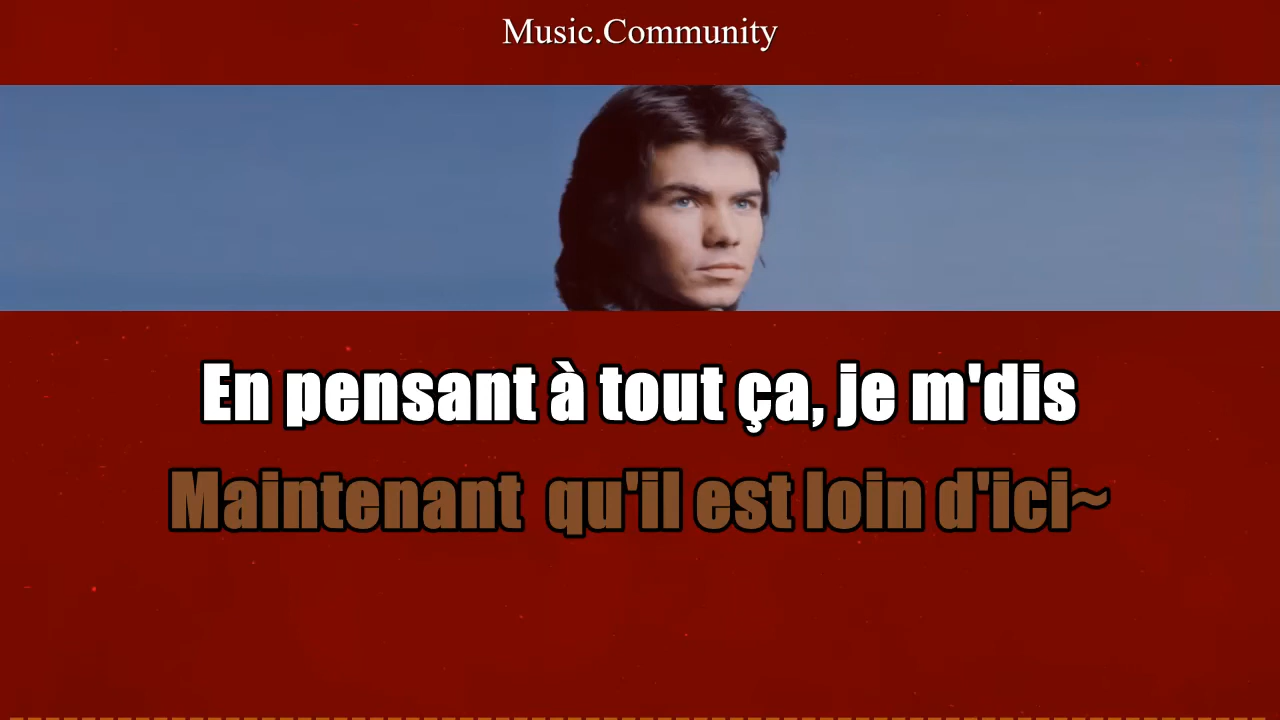 Music.Community
En pensant à tout ça, je m'dis
Maintenant  qu'il est loin d'ici~